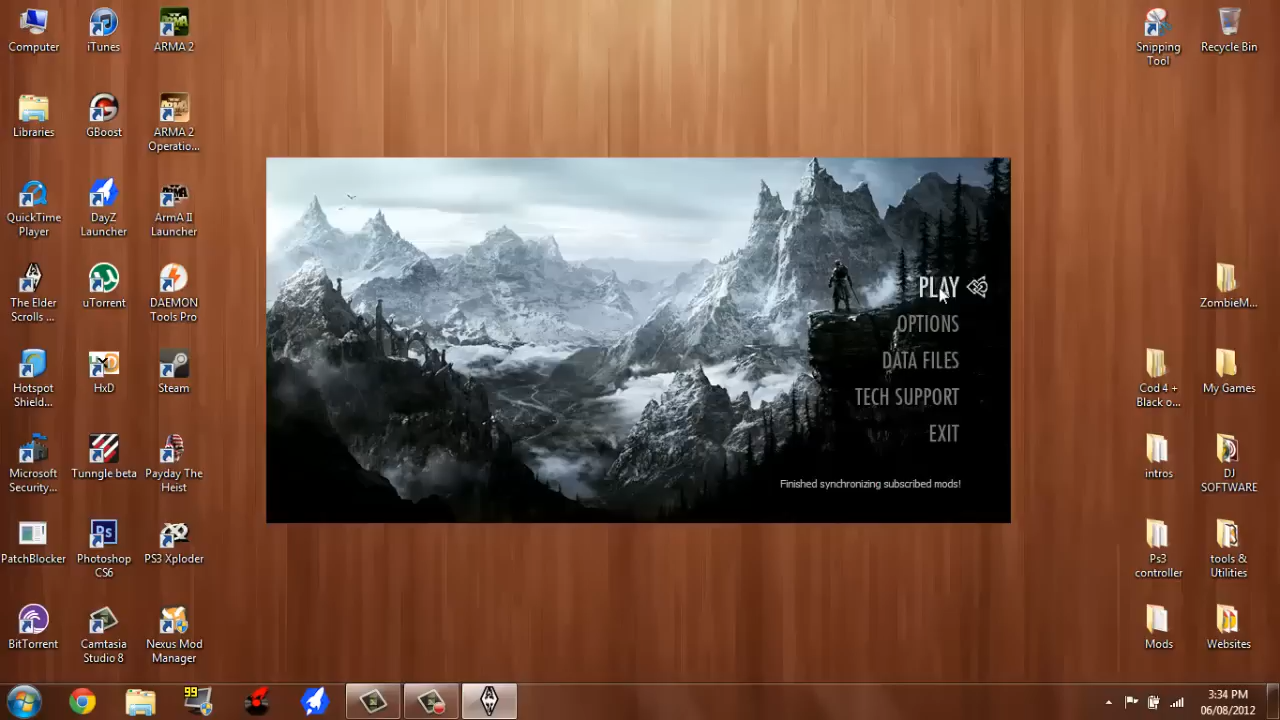 Computer
iTunes
ARMA 2
Snipping
Tool
Recycle Bin
Libraries
GBoost
ARMA 2
Operatio...
QuickTime
Player
DayZ
Launcher
ArmA II
Launcher
The Elder
Scrolls ...
uTorrent
DAEMON
Tools Pro
Hotspot
Shield...
HxD
Steam
Microsoft
Security...
Tunngle beta
Payday The
Heist
PatchBlocker
Photoshop
CS6
PS3 Xploder
BitTorrent
Camtasia
Studio 8
Nexus Mod
Manager
PLAY
OPTIONS
DATA FILES
TECH SUPPORT
EXIT
Finished synchronizing subscribed mods!
ZombieM...
Cod 4 +
Black o...
My Games
intros
DJ
SOFTWARE
Ps3
controller
tools &
Utilities
Mods
Websites
99
3:34 PM
06/08/2012